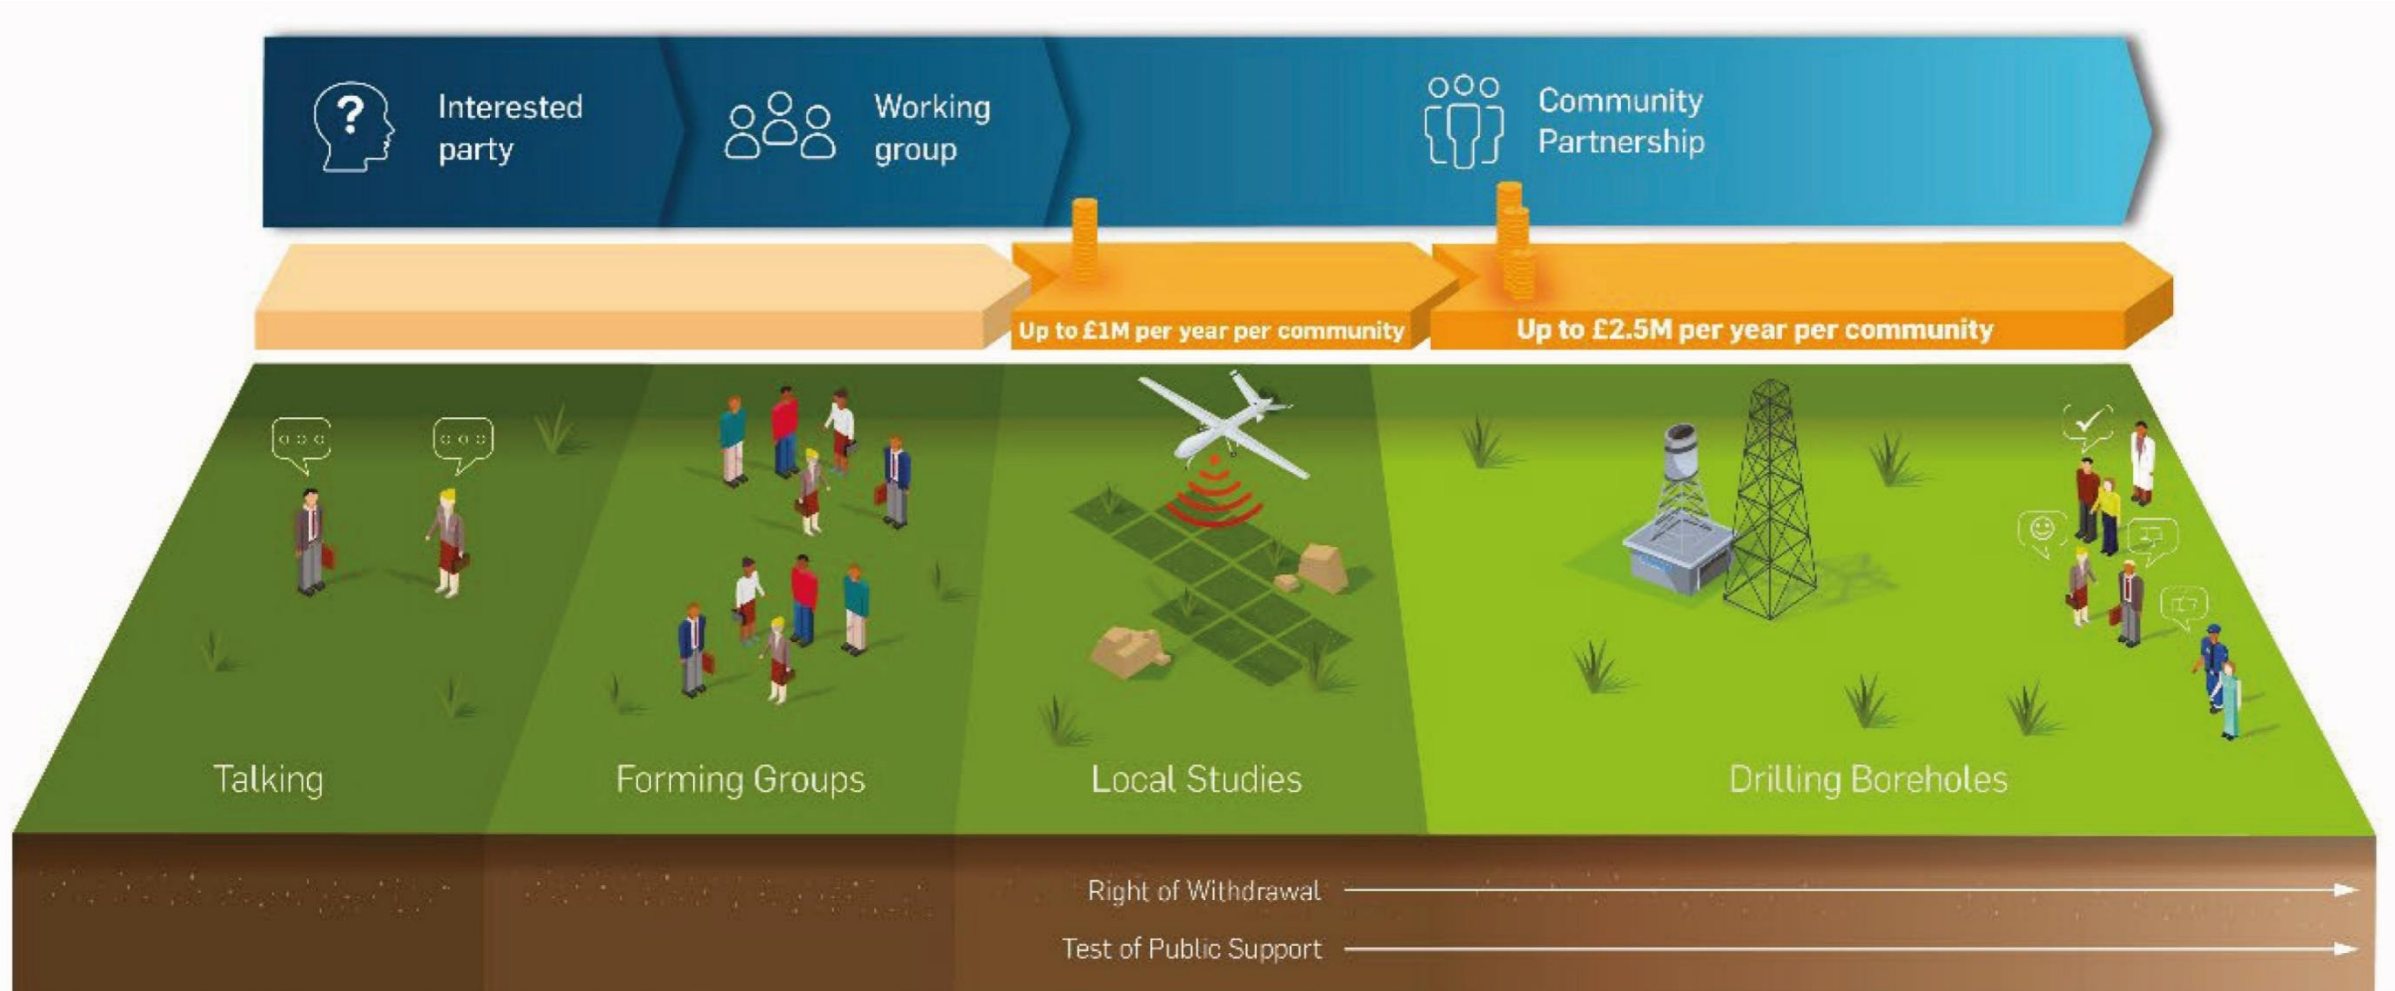 ?
Interested
party
Working
group
Community
Partnership
Up to £1M per year per community
Up to £2.5M per year per community
Talking
Forming Groups
Local Studies
Drilling Boreholes
Right of Withdrawal
Test of Public Support